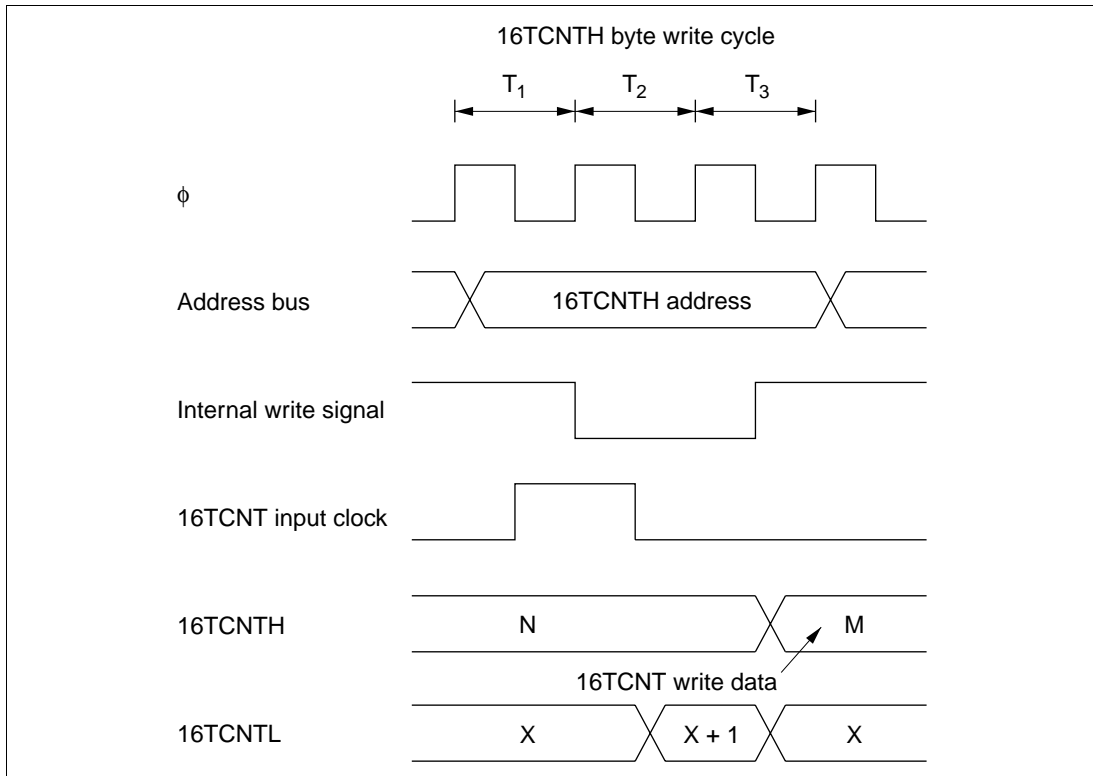 16TCNTH byte write cycle
T1 T2 T3
φ
Address bus 16TCNTH address
Internal write signal
16TCNT input clock
16TCNTH N M
16TCNT write data
16TCNTL X X + 1 X